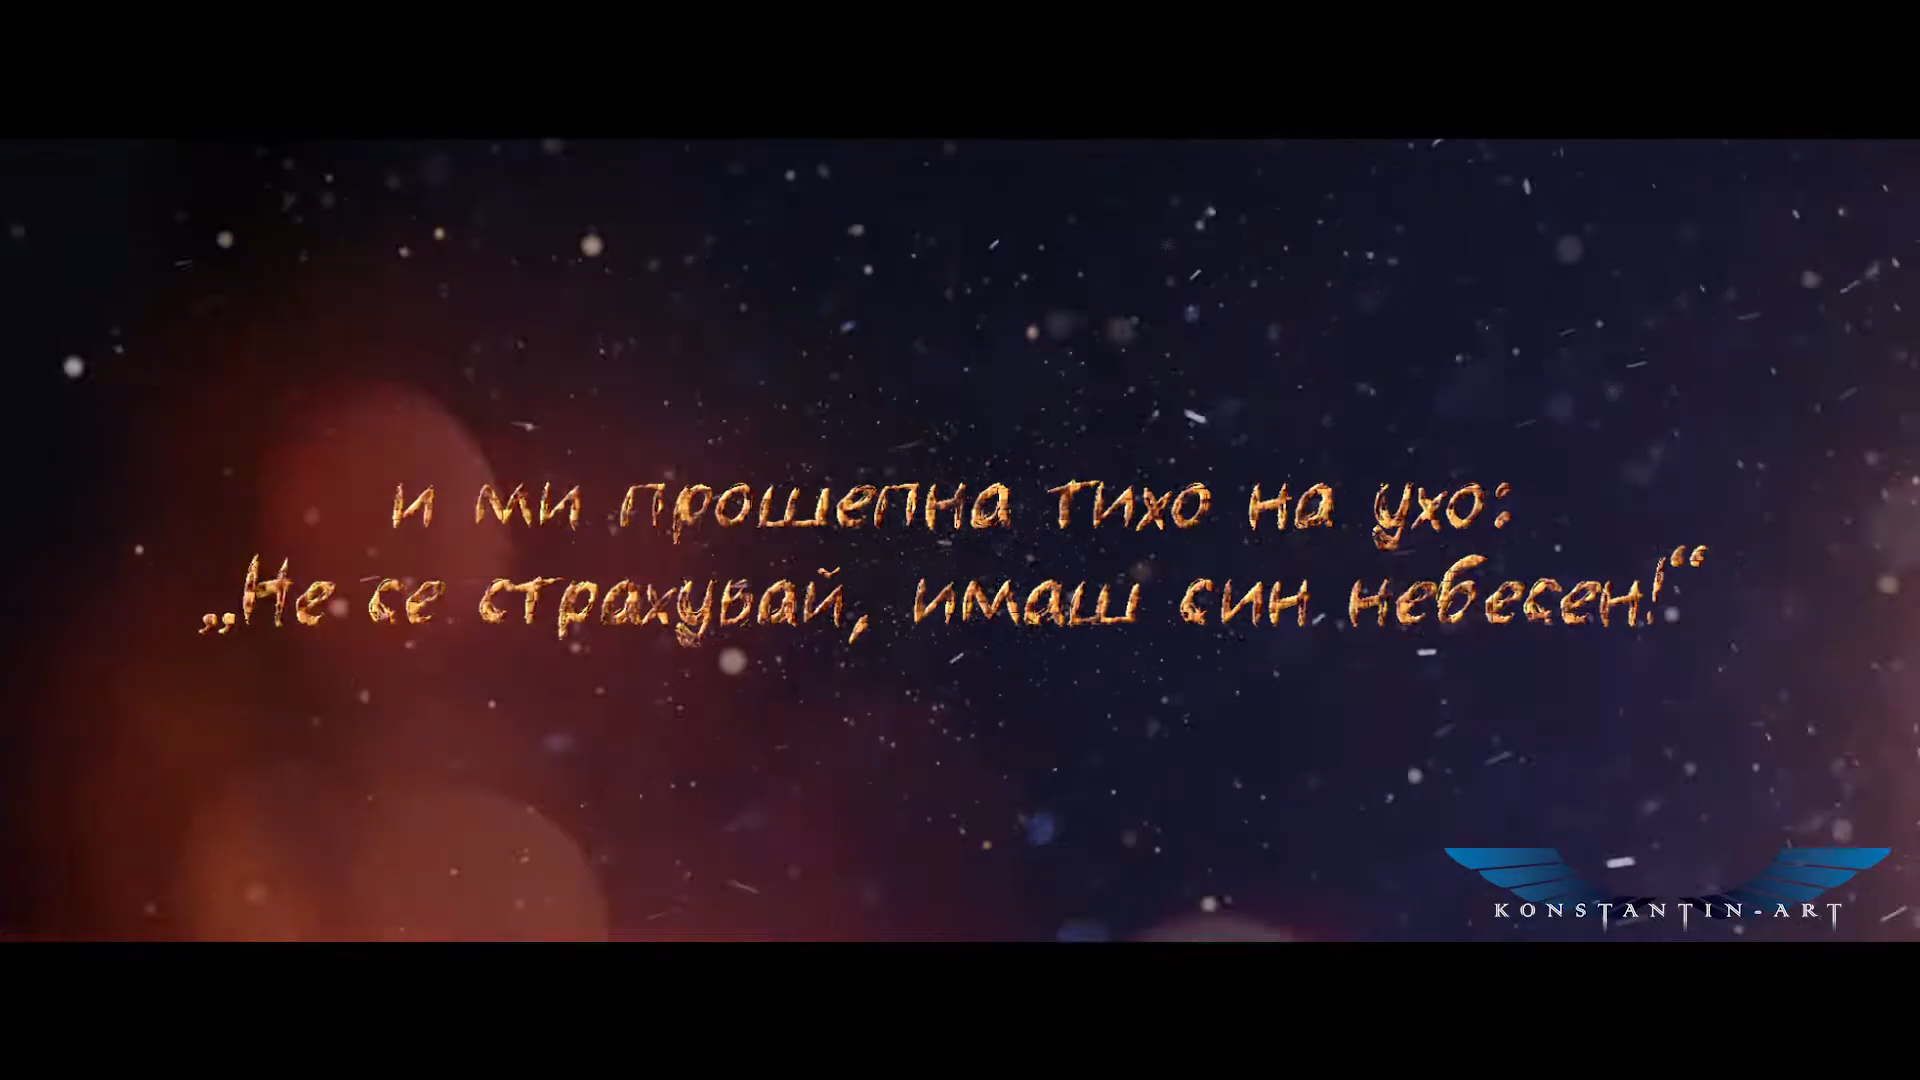 и ми прошепна тихо на ухо:
„Не се страхувай, имаш син небесен!“
KONSTANTIN-ART